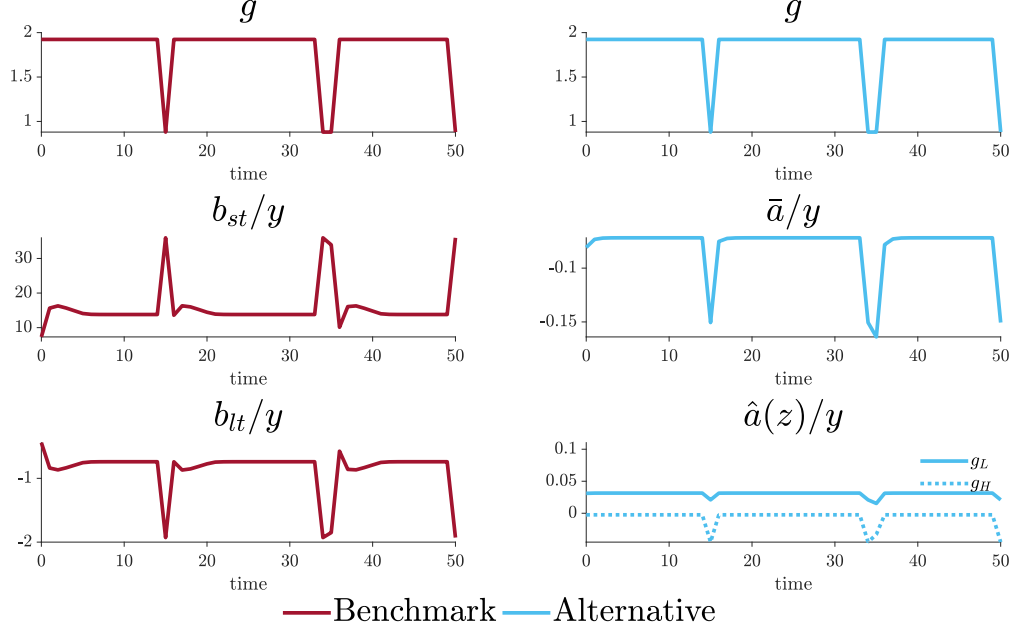 g
2
1.5
1
0 10 20 30 40 50
time
g
2
1.5
1
0 10 20 30 40 50
time
b_{st}/y
30
20
10
0 10 20 30 40 50
time
ā/y
-0.1
-0.15
0 10 20 30 40 50
time
b_{lt}/y
-1
-2
0 10 20 30 40 50
time
â(z)/y
0.1
0.05
0
g_L
g_H
0 10 20 30 40 50
time
Benchmark Alternative